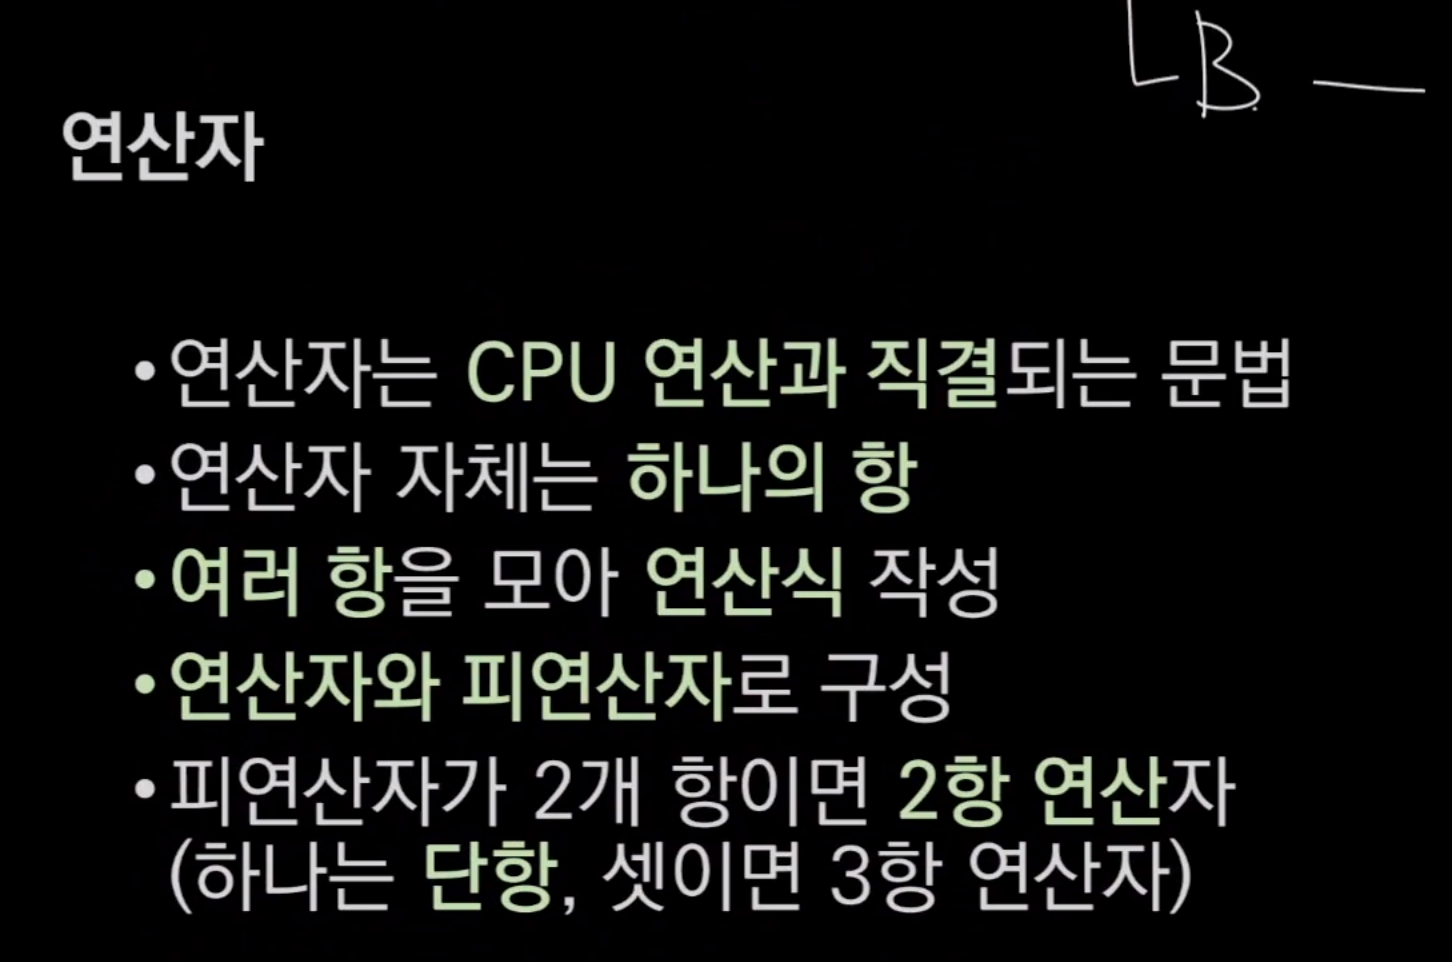 B
연산자
• 연산자는 CPU 연산과 직결되는 문법
• 연산자 자체는 하나의 항
• 여러 항을 모아 연산식 작성
• 연산자와 피연산자로 구성
• 피연산자가 2개 항이면 2항 연산자
(하나는 단항, 셋이면 3항 연산자)